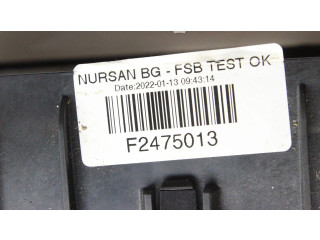 NURSAN BG - FSB TEST OK
Date:2022-01-13 09:43:14
F2475013